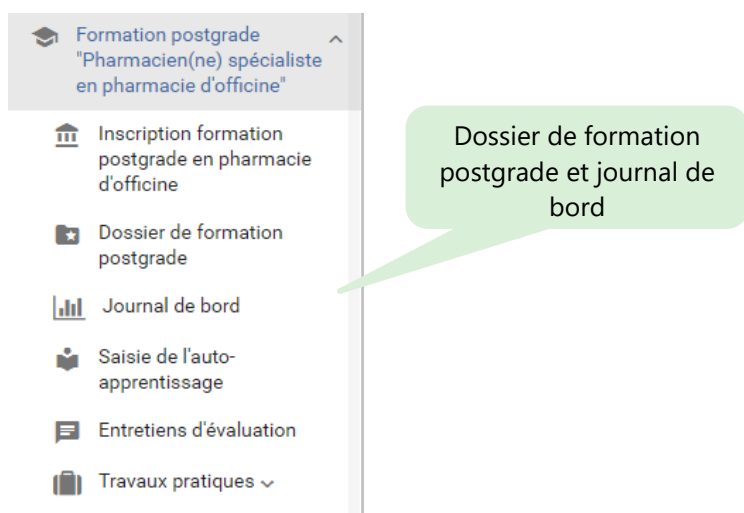 Formation postgrade
"Pharmacien(ne) spécialiste
en pharmacie d'officine"
Inscription formation
postgrade en pharmacie
d'officine
Dossier de formation
postgrade
Journal de bord
Saisie de l'auto-
apprentissage
Entretiens d'évaluation
Travaux pratiques
Dossier de formation
postgrade et journal de
bord